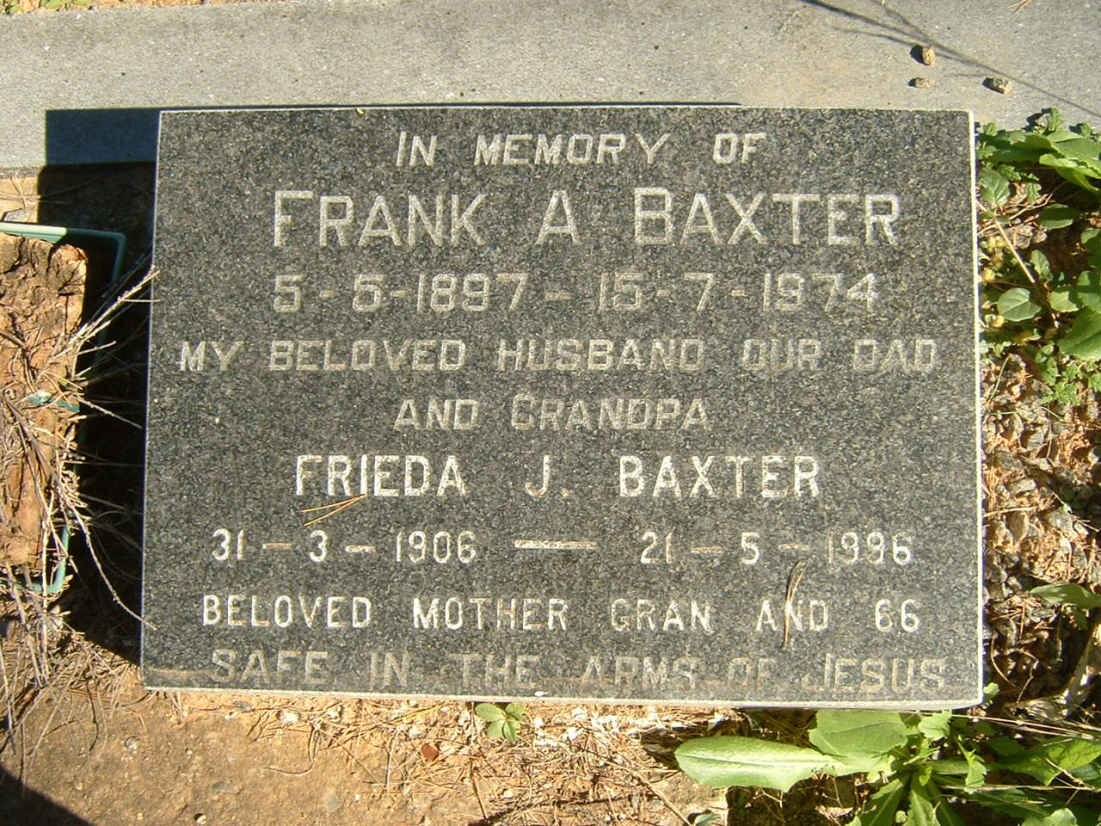 IN MEMORY OF
FRANK A BAXTER
5-5-1897 - 15-7-1974
MY BELOVED HUSBAND OUR DAD
AND GRANDPA
FRIEDA J. BAXTER
31-3-1906 — 21-5-1996
BELOVED MOTHER GRAN AND GG
SAFE IN THE ARMS OF JESUS